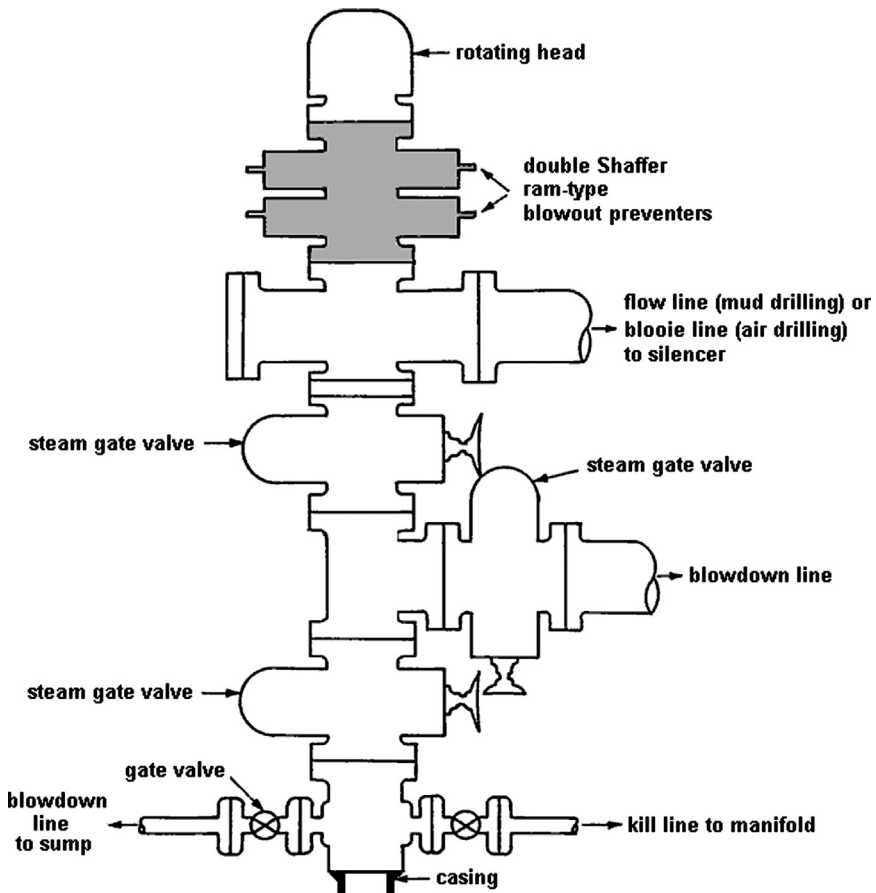 rotating head
double Shaffer
ram-type
blowout preventers
flow line (mud drilling) or
blooie line (air drilling)
to silencer
steam gate valve
steam gate valve
blowdown line
steam gate valve
gate valve
blowdown
line
to sump
kill line to manifold
casing